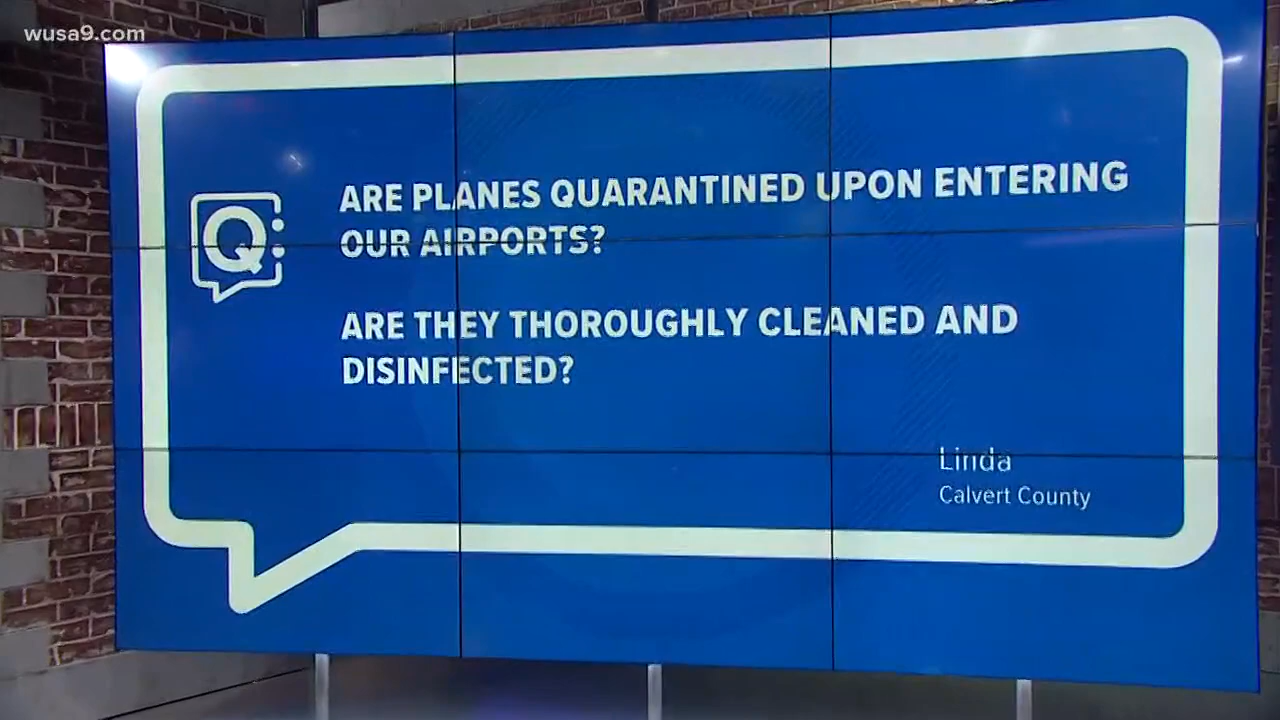 wusa9.com
Q:
ARE PLANES QUARANTINED UPON ENTERING
OUR AIRPORTS?
ARE THEY THOROUGHLY CLEANED AND
DISINFECTED?
Linda
Calvert County